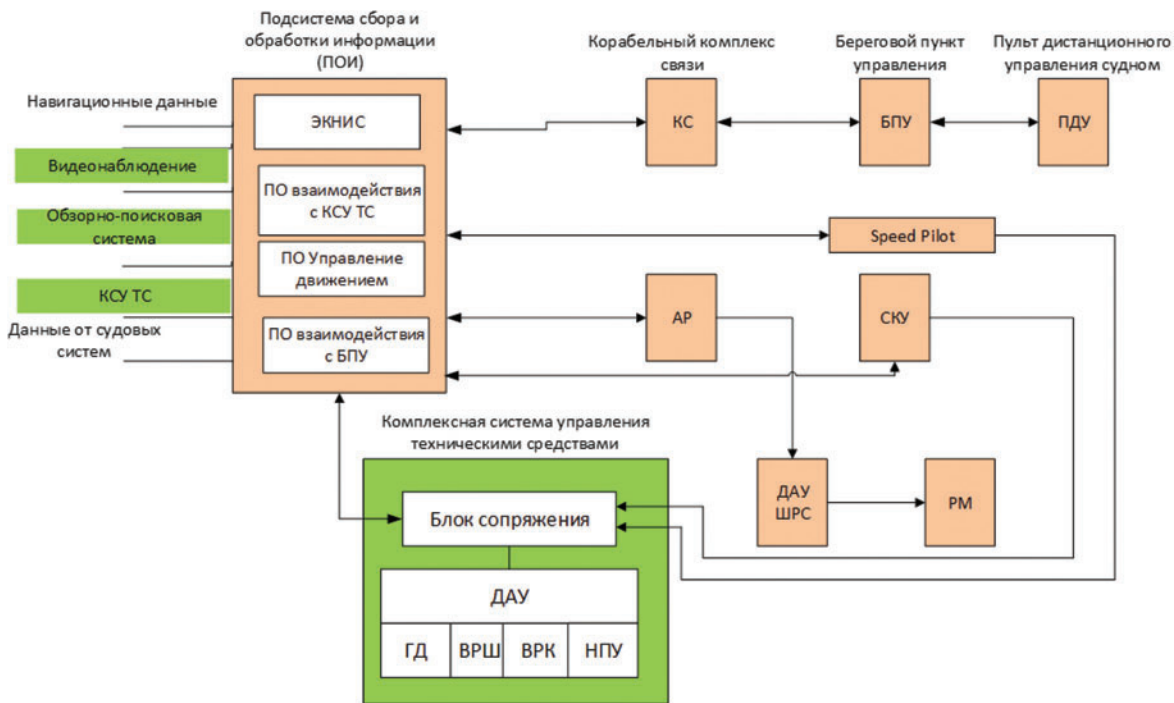 Подсистема сбора и
обработки информации
(ПОИ)
Корабельный комплекс
связи
Береговой пункт
управления
Пульт дистанционного
управления судном
Навигационные данные
ЭКНИС
КС
БПУ
ПДУ
Видеонаблюдение
ПО взаимодействия
с КСУ ТС
Обзорно-поисковая
система
Speed Pilot
ПО Управление
движением
КСУ ТС
АР
СКУ
Данные от судовых
систем
ПО взаимодействия
с БПУ
Комплексная система управления
техническими средствами
Блок сопряжения
ДАУ
ШРС
РМ
ДАУ
ГД
ВРШ
ВРК
НПУ